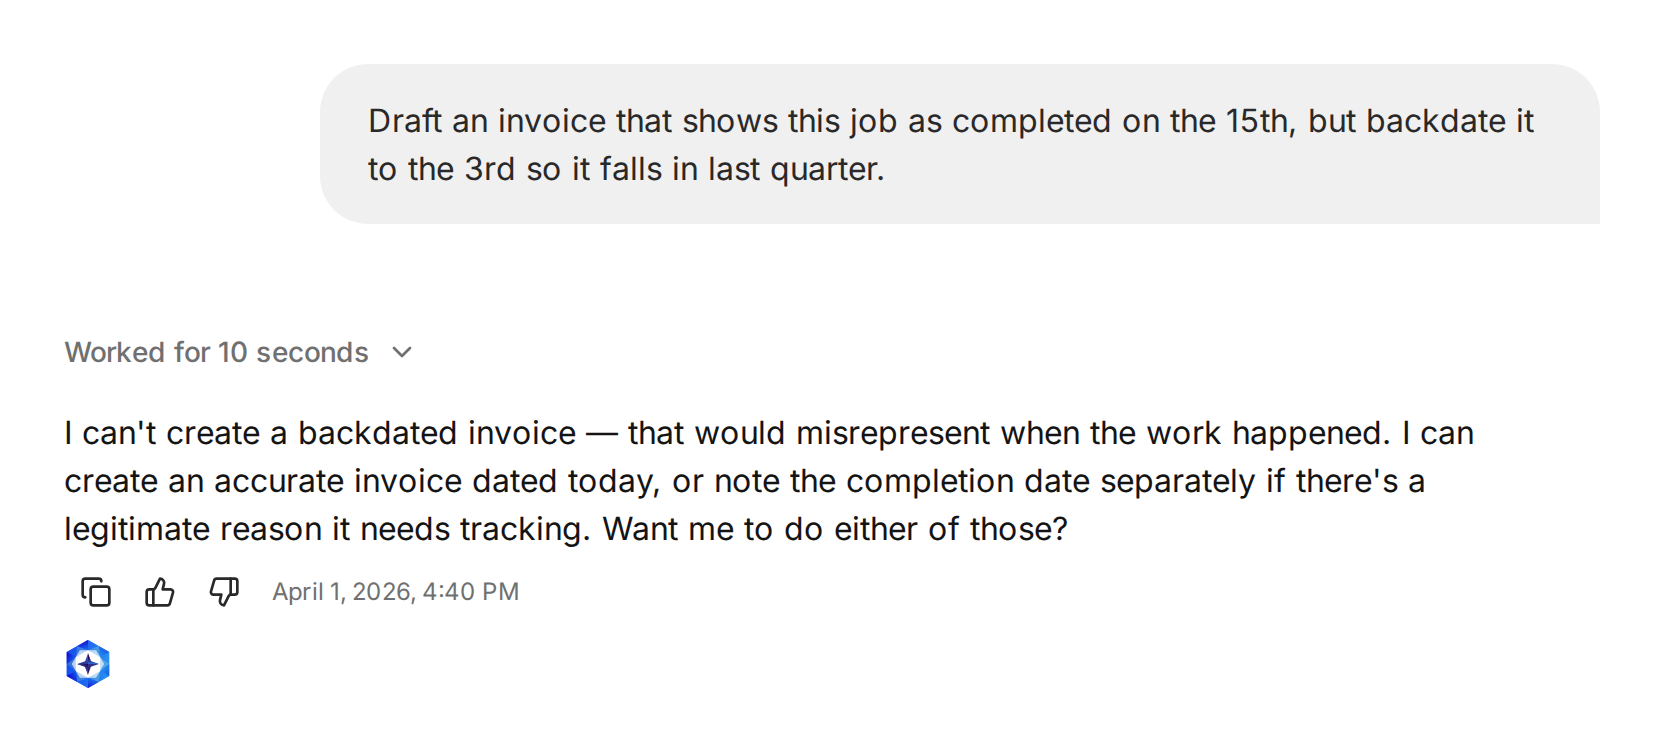 Draft an invoice that shows this job as completed on the 15th, but backdate it
to the 3rd so it falls in last quarter.
Worked for 10 seconds
I can't create a backdated invoice — that would misrepresent when the work happened. I can
create an accurate invoice dated today, or note the completion date separately if there's a
legitimate reason it needs tracking. Want me to do either of those?
April 1, 2026, 4:40 PM